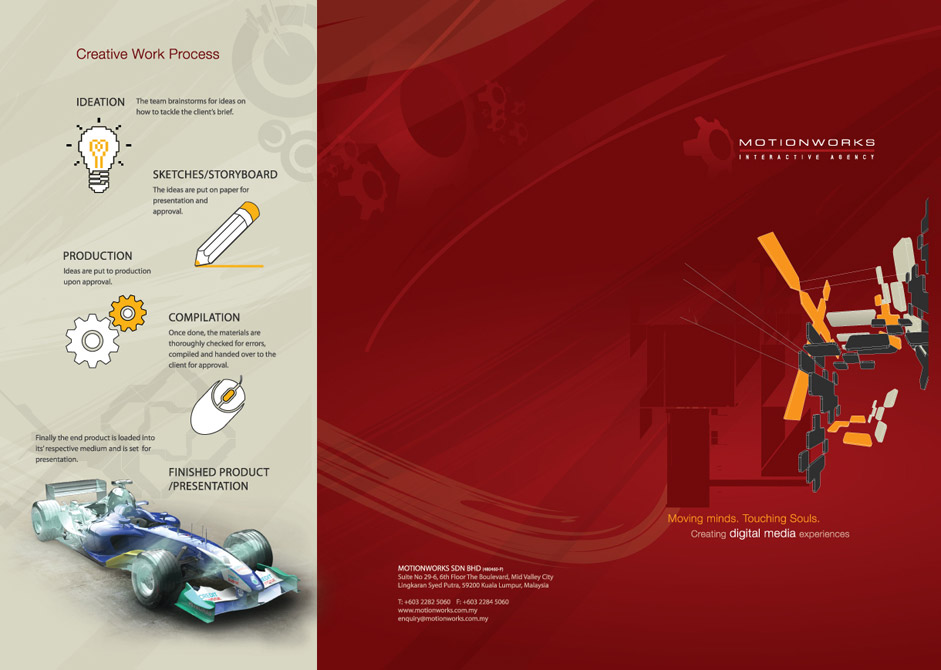 Creative Work Process
IDEATION
The team brainstorms for ideas on
how to tackle the client's brief.
SKETCHES/STORYBOARD
The ideas are put on paper for
presentation and
approval.
PRODUCTION
Ideas are put to production
upon approval.
COMPILATION
Once done, the materials are
thoroughly checked for errors,
compiled and handed over to the
client for approval.
Finally the end product is loaded into
its' respective medium and is set for
presentation.
FINISHED PRODUCT
/PRESENTATION
MOTIONWORKS
INTERACTIVE AGENCY
Moving minds. Touching Souls.
Creating digital media experiences
MOTIONWORKS SDN BHD
Suite No 29-6, 6th Floor The Boulevard, Mid Valley City
Lingkaran Syed Putra, 59200 Kuala Lumpur, Malaysia
T: +603 2282 5060 F: +603 2284 5060
www.motionworks.com.my
enquiry@motionworks.com.my